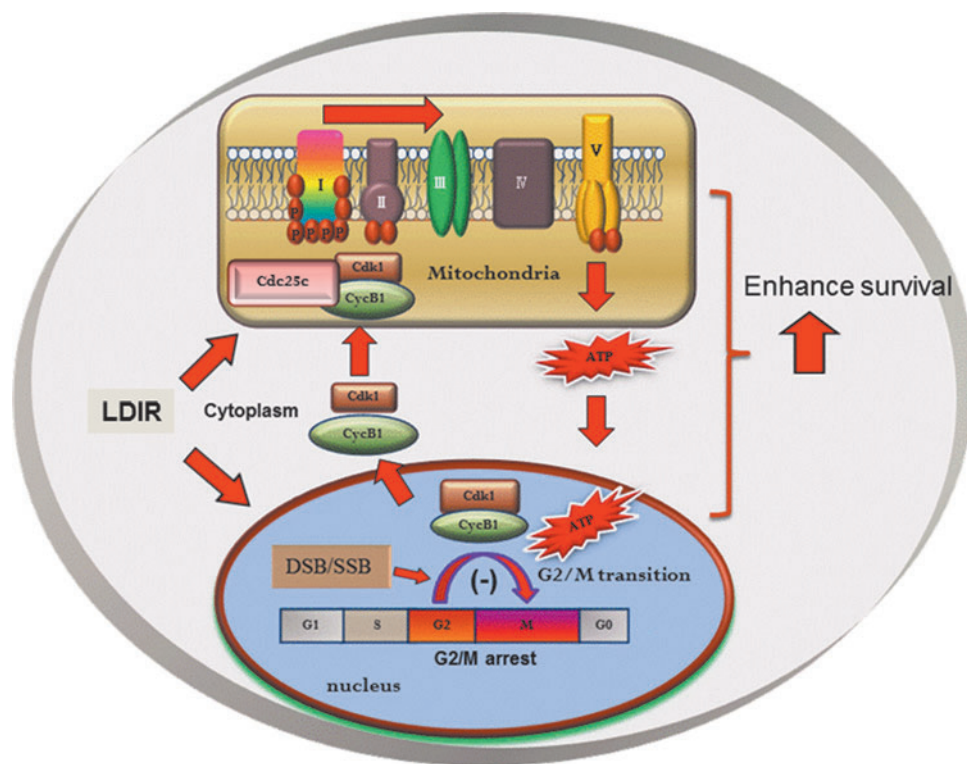 I
II
III
IV
V
P
P
P
P
P
P
Cdc25c
Cdk1
CycB1
Mitochondria
Enhance survival
ATP
LDIR
Cytoplasm
Cdk1
CycB1
Cdk1
CycB1
ATP
DSB/SSB
(-)
G2/M transition
G1 S G2 M G0
G2/M arrest
nucleus